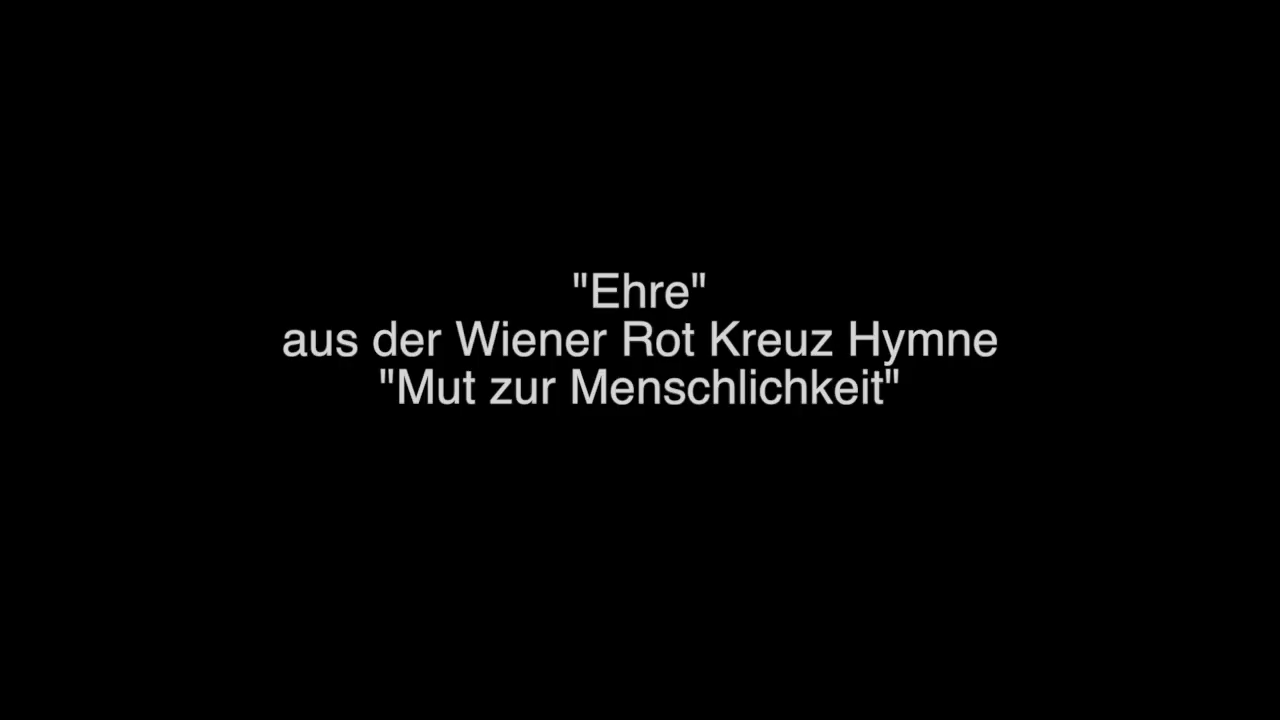 "Ehre"
aus der Wiener Rot Kreuz Hymne
"Mut zur Menschlichkeit"